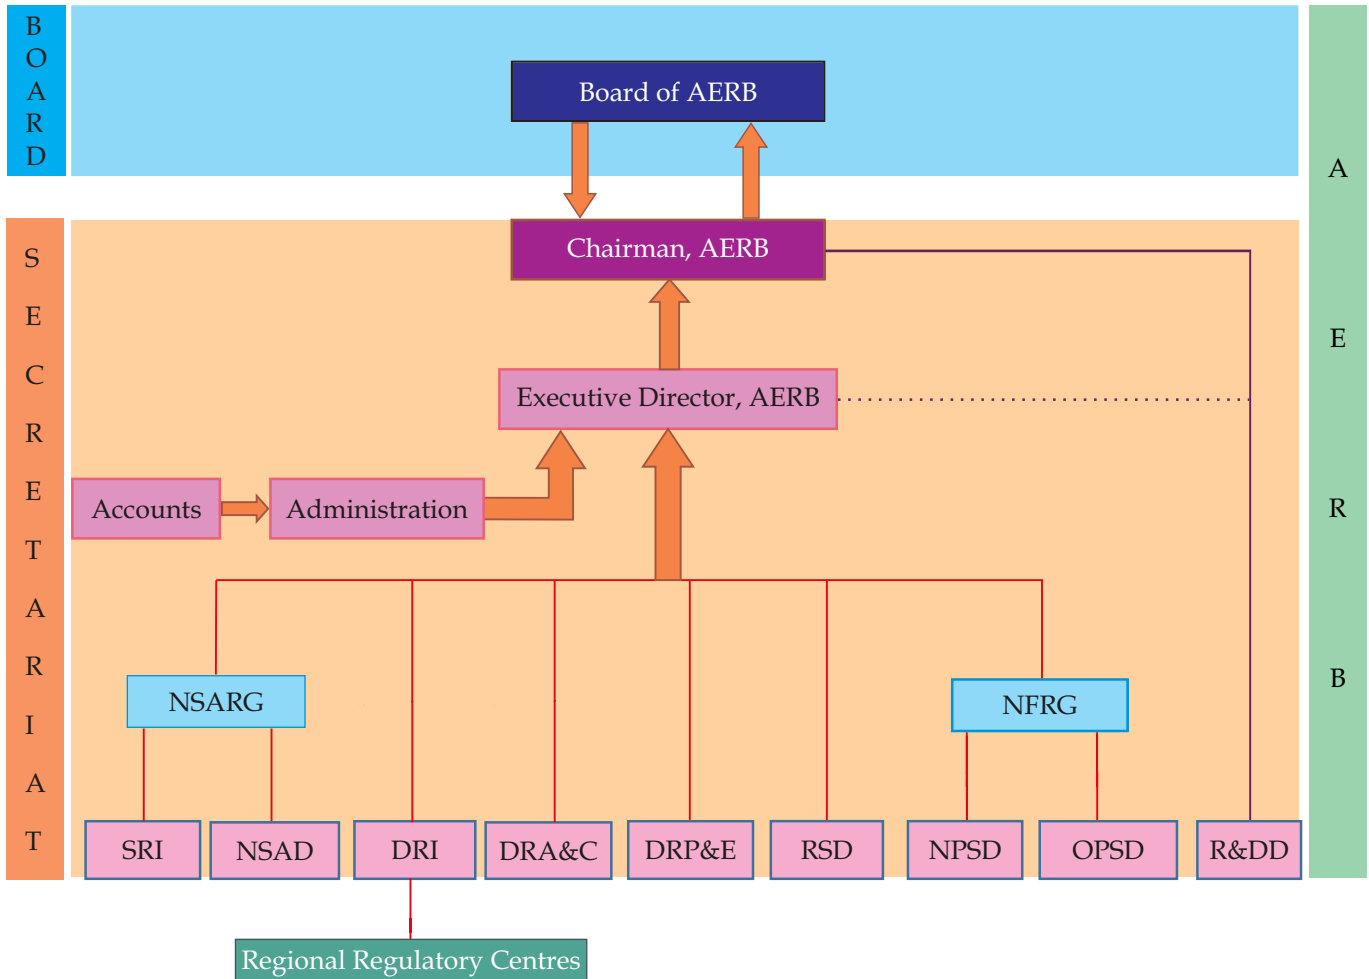 BOARD
Board of AERB
AERB
SECRETARIAT
Chairman, AERB
Executive Director, AERB
Accounts
Administration
NSARG
NFRG
SRI
NSAD
DRI
DRA&C
DRP&E
RSD
NPSD
OPSD
R&DD
Regional Regulatory Centres